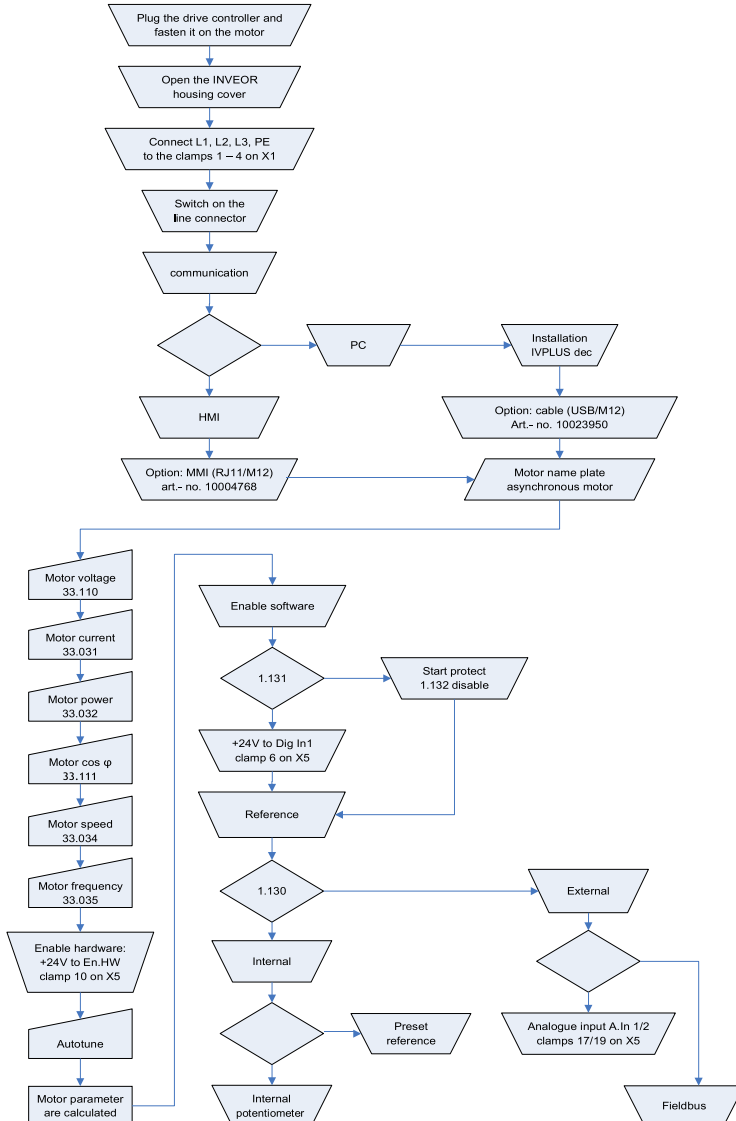 Plug the drive controller and
fasten it on the motor
Open the INVEOR
housing cover
Connect L1, L2, L3, PE
to the clamps 1 – 4 on X1
Switch on the
line connector
communication
PC
Installation
IVPLUS dec
HMI
Option: cable (USB/M12)
Art.- no. 10023950
Option: MMI (RJ11/M12)
art.- no. 10004768
Motor name plate
asynchronous motor
Motor voltage
33.110
Motor current
33.031
Motor power
33.032
Motor cos φ
33.111
Motor speed
33.034
Motor frequency
33.035
Enable hardware:
+24V to En.HW
clamp 10 on X5
Autotune
Motor parameter
are calculated
Enable software
1.131
Start protect
1.132 disable
+24V to Dig In1
clamp 6 on X5
Reference
1.130
External
Internal
Preset
reference
Analogue input A.In 1/2
clamps 17/19 on X5
Internal
potentiometer
Fieldbus